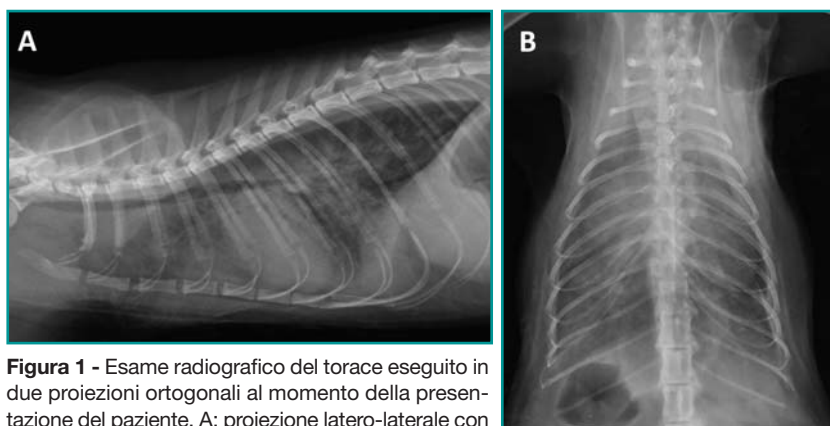 A
B
Figura 1 - Esame radiografico del torace eseguito in
due proiezioni ortogonali al momento della presen-
tazione del paziente. A: proiezione latero-laterale con